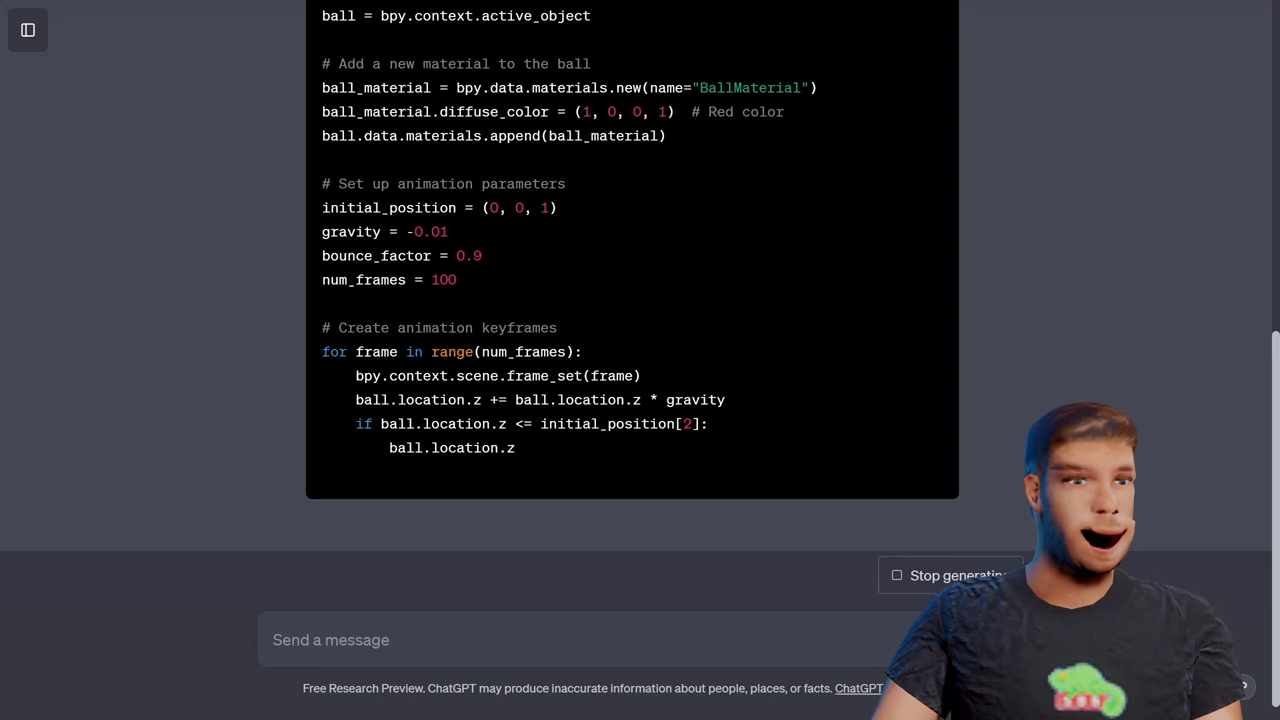 ball = bpy.context.active_object
# Add a new material to the ball
ball_material = bpy.data.materials.new(name="BallMaterial")
ball_material.diffuse_color = (1, 0, 0, 1)  # Red color
ball.data.materials.append(ball_material)
# Set up animation parameters
initial_position = (0, 0, 1)
gravity = -0.01
bounce_factor = 0.9
num_frames = 100
# Create animation keyframes
for frame in range(num_frames):
bpy.context.scene.frame_set(frame)
ball.location.z += ball.location.z * gravity
if ball.location.z <= initial_position[2]:
ball.location.z
Stop generating
Send a message
Free Research Preview. ChatGPT may produce inaccurate information about people, places, or facts. ChatGPT